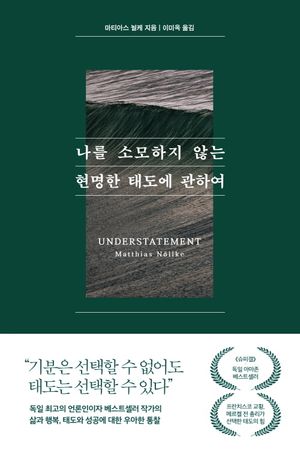 마티아스 뇔케 지음 | 이미옥 옮김
나를 소모하지 않는
현명한 태도에 관하여
UNDERSTATEMENT
Matthias Nöllke
“기분은 선택할 수 없어도
태도는 선택할 수 있다”
독일 최고의 언론인이자 베스트셀러 작가의
삶과 행복, 태도와 성공에 대한 우아한 통찰
《슈피겔》
독일 아마존
베스트셀러
프란치스코 교황,
메르켈 전 총리가
선택한 태도의 힘